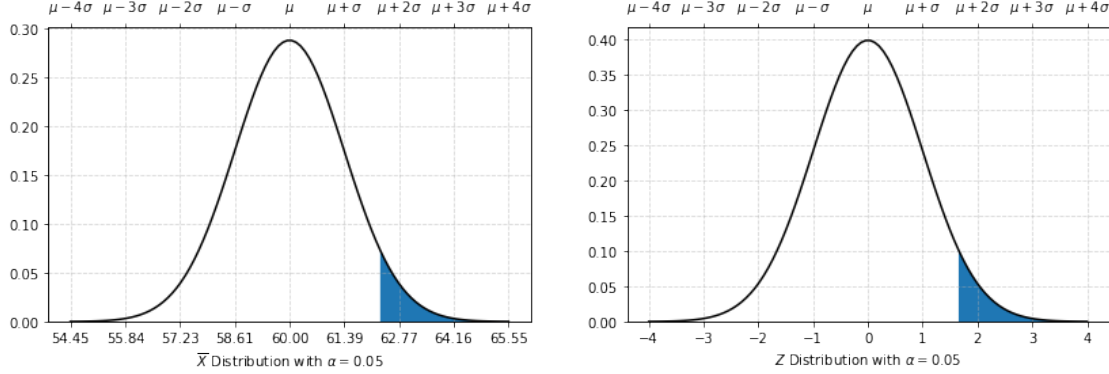 μ − 4σ μ − 3σ μ − 2σ μ − σ μ μ + σ μ + 2σ μ + 3σ μ + 4σ
0.30
0.25
0.20
0.15
0.10
0.05
0.00
54.45 55.84 57.23 58.61 60.00 61.39 62.77 64.16 65.55
X̅ Distribution with α = 0.05
μ − 4σ μ − 3σ μ − 2σ μ − σ μ μ + σ μ + 2σ μ + 3σ μ + 4σ
0.40
0.35
0.30
0.25
0.20
0.15
0.10
0.05
0.00
−4 −3 −2 −1 0 1 2 3 4
Z Distribution with α = 0.05